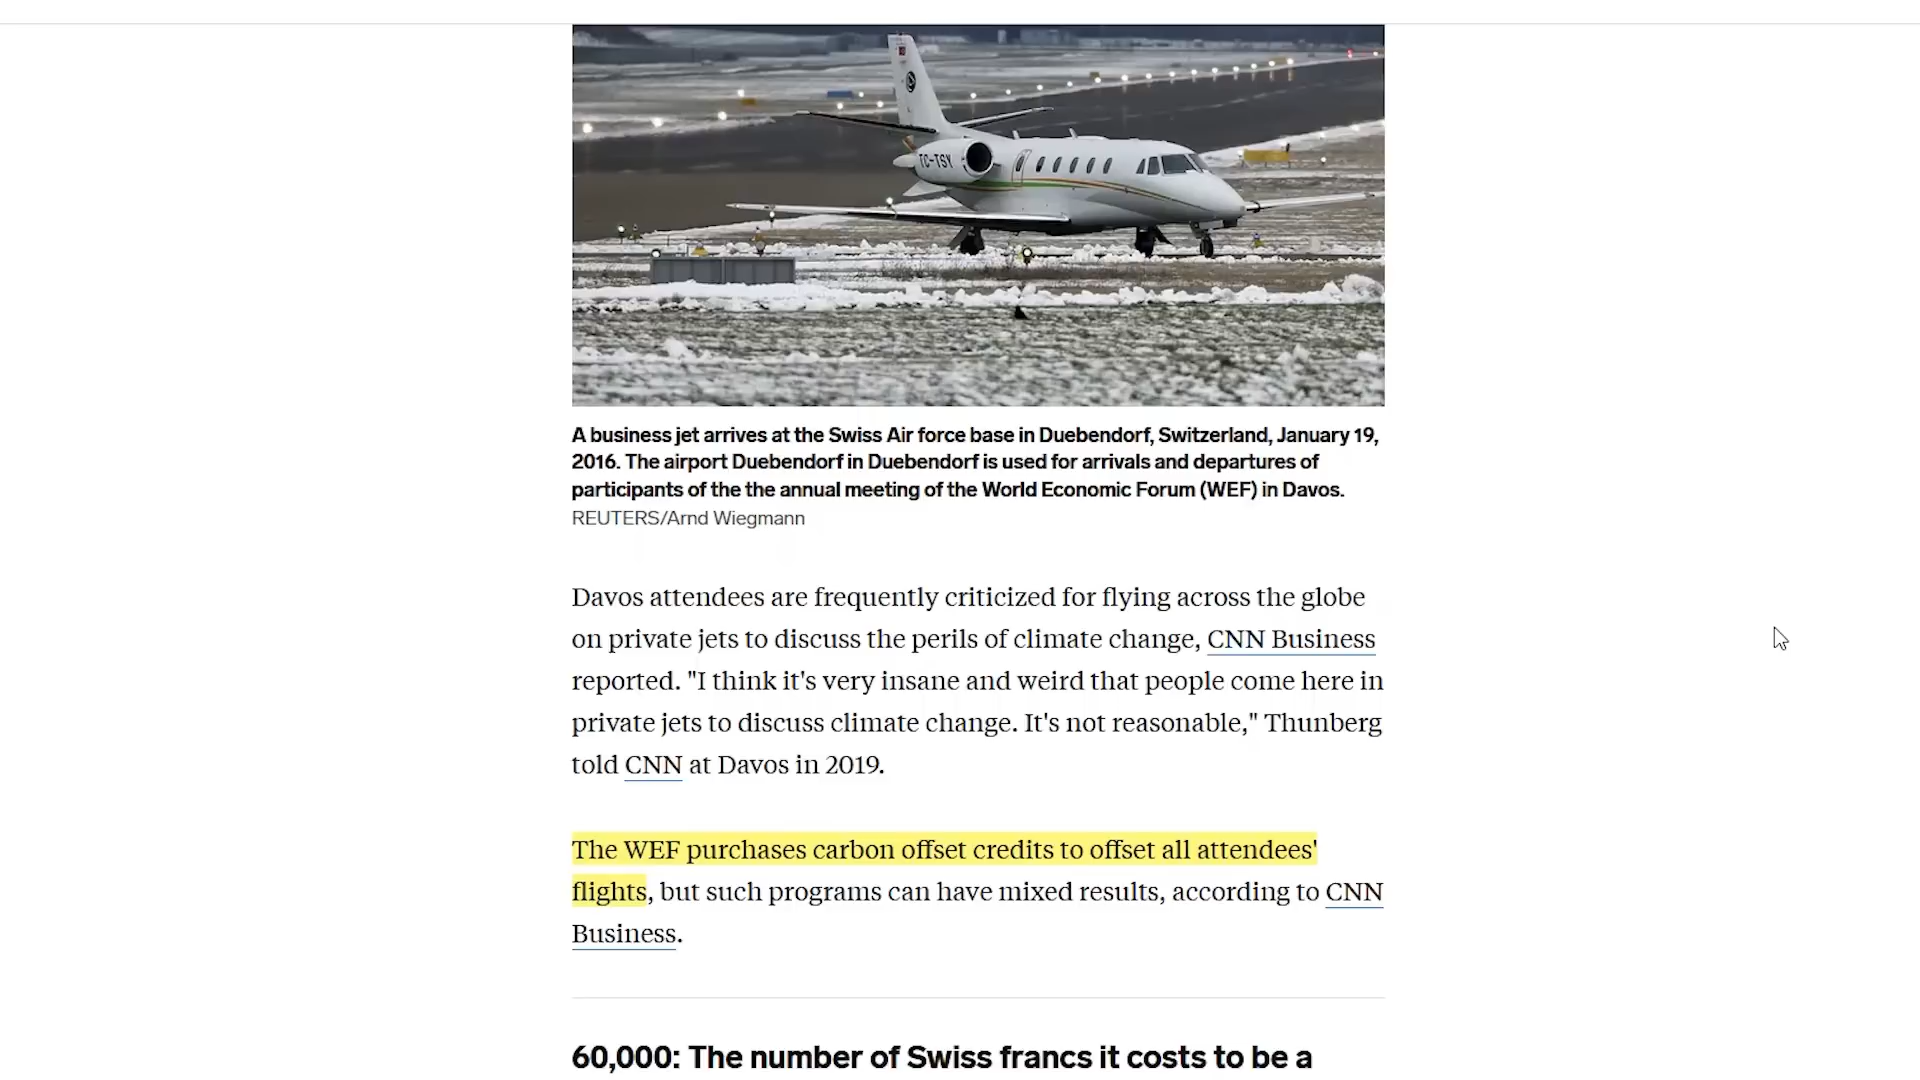 TC-TSY
A business jet arrives at the Swiss Air force base in Duebendorf, Switzerland, January 19,
2016. The airport Duebendorf in Duebendorf is used for arrivals and departures of
participants of the the annual meeting of the World Economic Forum (WEF) in Davos.
REUTERS/Arnd Wiegmann
Davos attendees are frequently criticized for flying across the globe
on private jets to discuss the perils of climate change, CNN Business
reported. "I think it's very insane and weird that people come here in
private jets to discuss climate change. It's not reasonable," Thunberg
told CNN at Davos in 2019.
The WEF purchases carbon offset credits to offset all attendees'
flights, but such programs can have mixed results, according to CNN
Business.
60,000: The number of Swiss francs it costs to be a